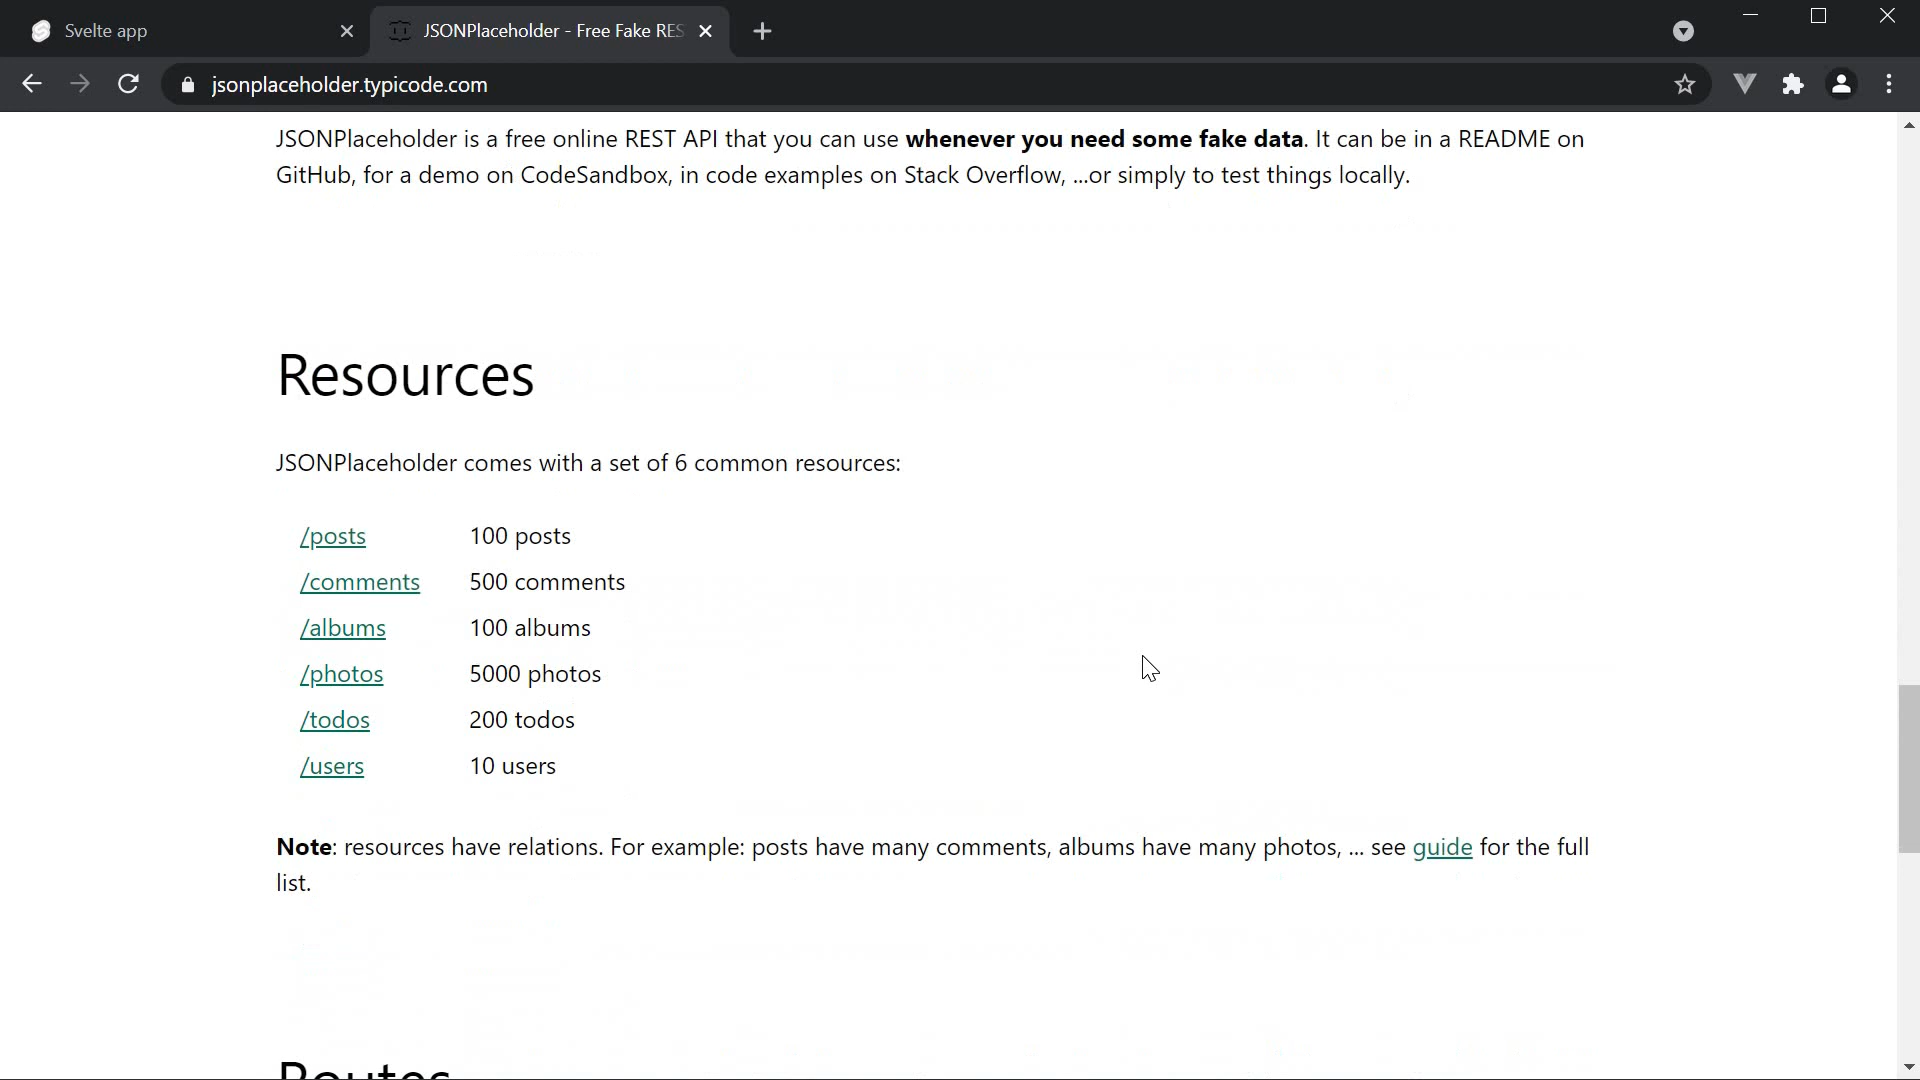 Svelte app
JSONPlaceholder - Free Fake RES
jsonplaceholder.typicode.com
JSONPlaceholder is a free online REST API that you can use whenever you need some fake data. It can be in a README on
GitHub, for a demo on CodeSandbox, in code examples on Stack Overflow, ...or simply to test things locally.
Resources
JSONPlaceholder comes with a set of 6 common resources:
/posts 100 posts
/comments 500 comments
/albums 100 albums
/photos 5000 photos
/todos 200 todos
/users 10 users
Note: resources have relations. For example: posts have many comments, albums have many photos, ... see guide for the full
list.
Routes